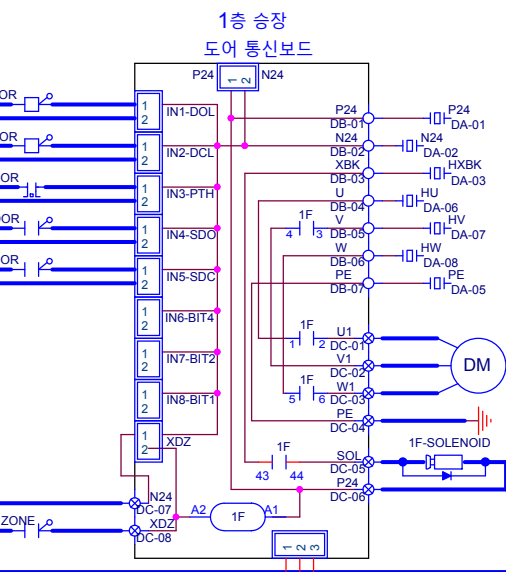 1층 승장
도어 통신보드
P24 1 2 N24
OR 1 2 IN1-DOL
OR 1 2 IN2-DCL
OR 1 2 IN3-PTH
OR 1 2 IN4-SDO
OR 1 2 IN5-SDC
1 2 IN6-BIT4
1 2 IN7-BIT2
1 2 IN8-BIT1
1 2 XDZ
P24 DB-01 P24 DA-01
N24 DB-02 N24 DA-02
XBK DB-03 HXBK DA-03
U DB-04 HU DA-06
1F 4 3 V DB-05 HV DA-07
W DB-06 HW DA-08
PE DB-07 PE DA-05
1F 1 2 U1 DC-01
V1 DC-02 DM
1F 5 6 W1 DC-03
PE DC-04
1F 43 44 SOL DC-05 1F-SOLENOID
P24 DC-06
N24 DC-07
ZONE XDZ DC-08
A2 1F A1
1 2 3